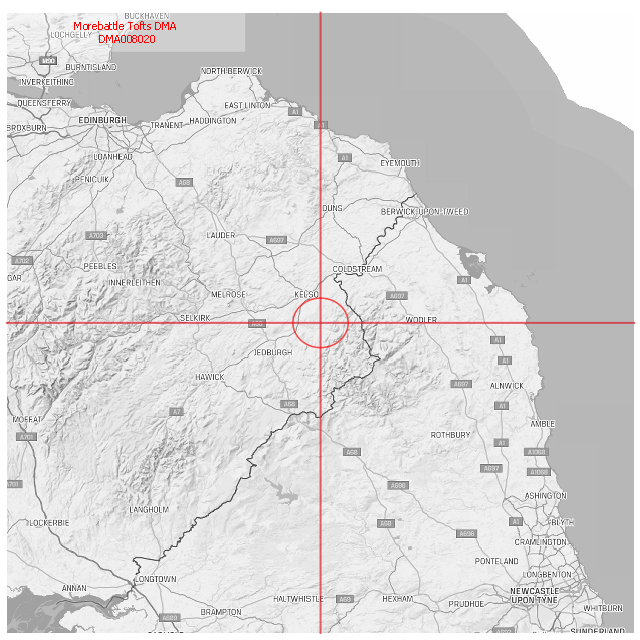 BUCKHAVEN
Morebattle Tofts DMA
LOCHGELLY
DMA008020
M90
BURNTISLAND
NORTH BERWICK
INVERKEITHING
QUEENSFERRY
EAST LINTON
A1
EDINBURGH
HADDINGTON
TRANENT
A1
BROXBURN
LOANHEAD
A1
EYEMOUTH
PENICUIK
A68
DUNS
BERWICK-UPON-TWEED
A703
LAUDER
A697
A702
PEEBLES
COLDSTREAM
GAR
INNERLEITHEN
A1
MELROSE
KELSO
A697
SELKIRK
WOOLER
A1
JEDBURGH
A1
HAWICK
A697
ALNWICK
A68
A1
A7
MOFFAT
AMBLE
A701
ROTHBURY
A1
A68
A1068
A697
A1068
A701
A696
ASHINGTON
LANGHOLM
LOCKERBIE
A68
A1
BLYTH
A696
CRAMLINGTON
PONTELAND
LONGBENTON
LONGTOWN
ANNAN
NEWCASTLE
UPON TYNE
HALTWHISTLE
A69
HEXHAM
PRUDHOE
WHITBURN
BRAMPTON
A689
SUNDERLAND